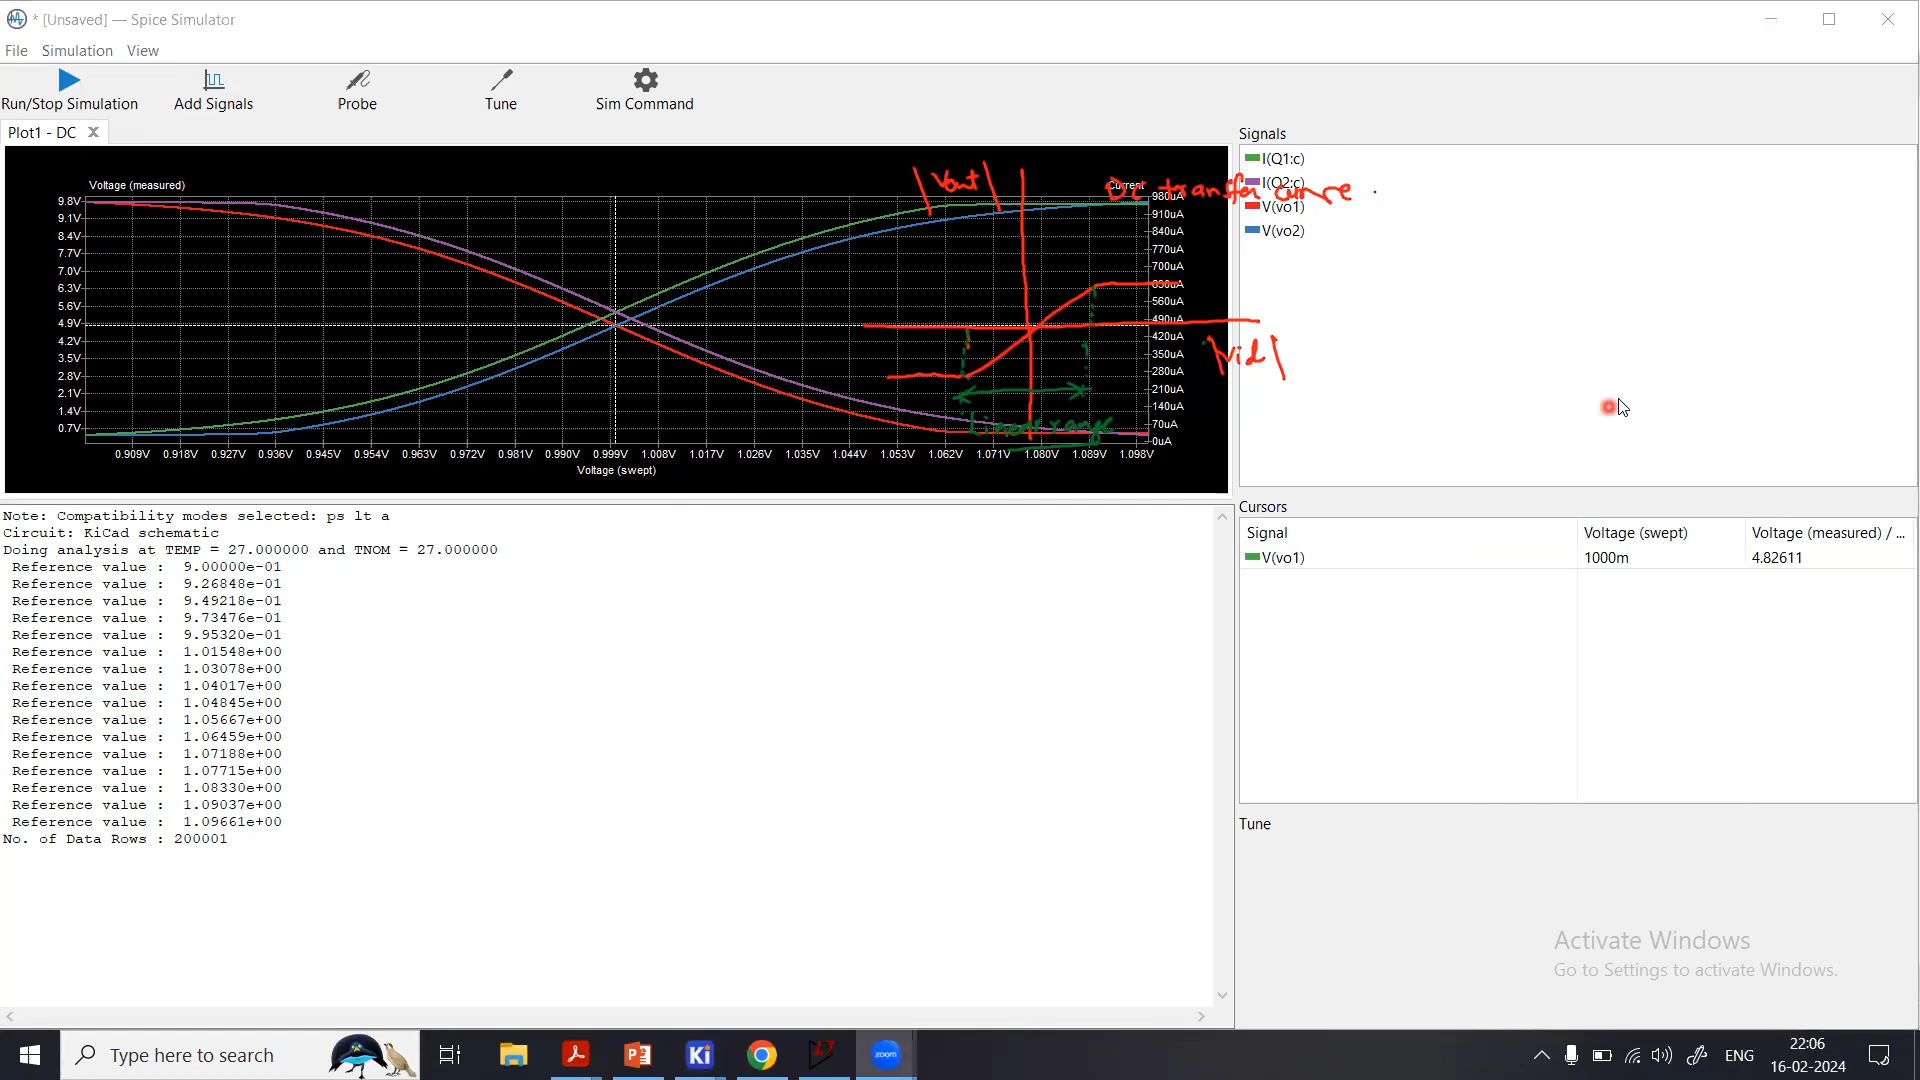 * [Unsaved] — Spice Simulator
File Simulation View
Run/Stop Simulation Add Signals Probe Tune Sim Command
Plot1 - DC
Signals
I(Q1:c)
I(Q2:c)
V(vo1)
V(vo2)
Voltage (measured)
Current
Vout
DC transfer curve
9.8V
9.1V
8.4V
7.7V
7.0V
6.3V
5.6V
4.9V
4.2V
3.5V
2.8V
2.1V
1.4V
0.7V
980uA
910uA
840uA
770uA
700uA
630uA
560uA
490uA
420uA
350uA
280uA
210uA
140uA
70uA
0uA
Vid
Linear range
0.909V 0.918V 0.927V 0.936V 0.945V 0.954V 0.963V 0.972V 0.981V 0.990V 0.999V 1.008V 1.017V 1.026V 1.035V 1.044V 1.053V 1.062V 1.071V 1.080V 1.089V 1.098V
Voltage (swept)
Note: Compatibility modes selected: ps lt a
Circuit: KiCad schematic
Doing analysis at TEMP = 27.000000 and TNOM = 27.000000
Reference value : 9.00000e-01
Reference value : 9.26848e-01
Reference value : 9.49218e-01
Reference value : 9.73476e-01
Reference value : 9.95320e-01
Reference value : 1.01548e+00
Reference value : 1.03078e+00
Reference value : 1.04017e+00
Reference value : 1.04845e+00
Reference value : 1.05667e+00
Reference value : 1.06459e+00
Reference value : 1.07188e+00
Reference value : 1.07715e+00
Reference value : 1.08330e+00
Reference value : 1.09037e+00
Reference value : 1.09661e+00
No. of Data Rows : 200001
Cursors
Signal Voltage (swept) Voltage (measured) / ...
V(vo1) 1000m 4.82611
Tune
Activate Windows
Go to Settings to activate Windows.
Type here to search
Ki
zoom
ENG
22:06
16-02-2024